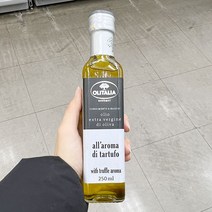 OLITALIA
olio
extra vergine
di oliva
all'aroma
di tartufo
with truffle aroma
250 ml